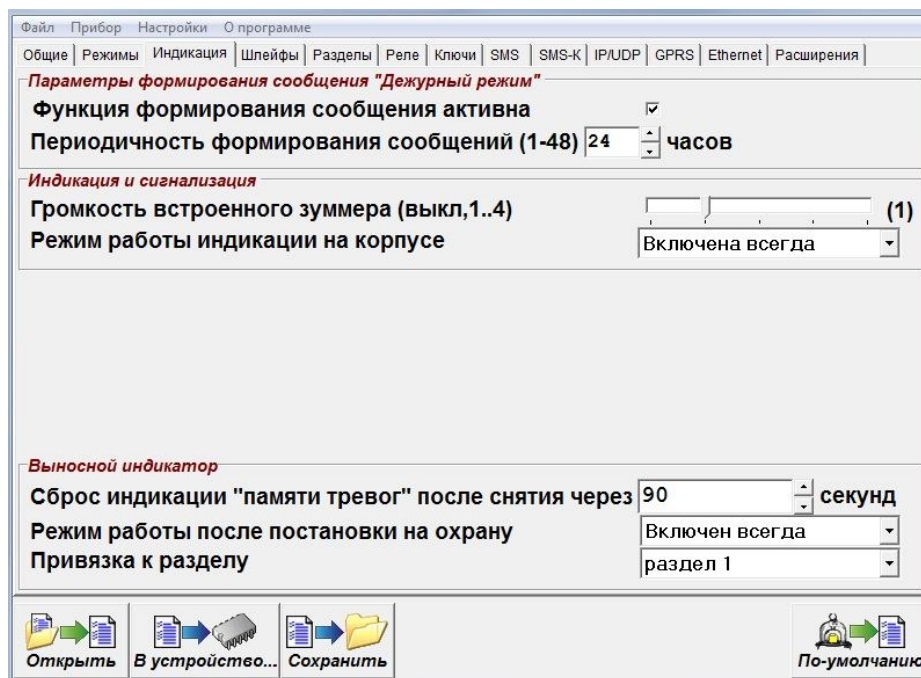 Файл Прибор Настройки О программе
Общие Режимы Индикация Шлейфы Разделы Реле Ключи SMS SMS-K IP/UDP GPRS Ethernet Расширения
Параметры формирования сообщения "Дежурный режим"
Функция формирования сообщения активна
Периодичность формирования сообщений (1-48) 24 часов
Индикация и сигнализация
Громкость встроенного зуммера (выкл,1..4) (1)
Режим работы индикации на корпусе Включена всегда
Выносной индикатор
Сброс индикации "памяти тревог" после снятия через 90 секунд
Режим работы после постановки на охрану Включен всегда
Привязка к разделу раздел 1
Открыть В устройство... Сохранить По-умолчанию